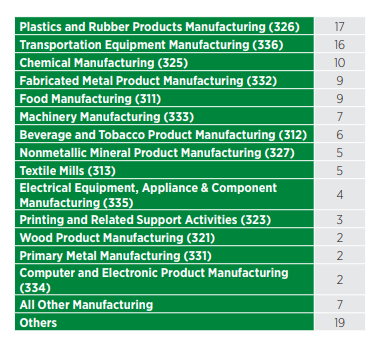 Plastics and Rubber Products Manufacturing (326) 17
Transportation Equipment Manufacturing (336) 16
Chemical Manufacturing (325) 10
Fabricated Metal Product Manufacturing (332) 9
Food Manufacturing (311) 9
Machinery Manufacturing (333) 7
Beverage and Tobacco Product Manufacturing (312) 6
Nonmetallic Mineral Product Manufacturing (327) 5
Textile Mills (313) 5
Electrical Equipment, Appliance & Component
Manufacturing (335) 4
Printing and Related Support Activities (323) 3
Wood Product Manufacturing (321) 2
Primary Metal Manufacturing (331) 2
Computer and Electronic Product Manufacturing
(334) 2
All Other Manufacturing 7
Others 19